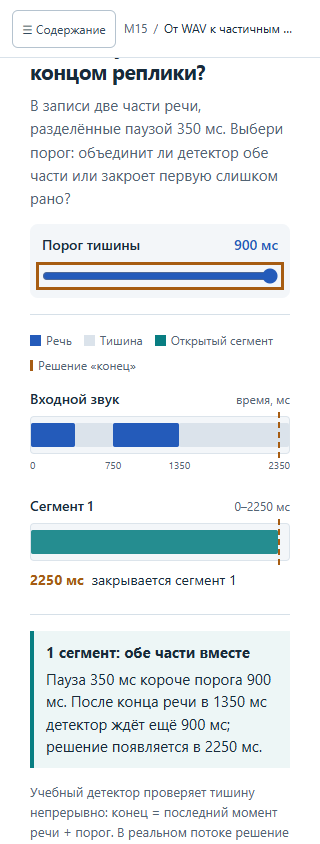 ☰ Содержание
M15 / От WAV к частичным ...
концом реплики?
В записи две части речи,
разделённые паузой 350 мс. Выбери
порог: объединит ли детектор обе
части или закроет первую слишком
рано?
Порог тишины 900 мс
Речь Тишина Открытый сегмент
Решение «конец»
Входной звук время, мс
0 750 1350 2350
Сегмент 1 0–2250 мс
2250 мс закрывается сегмент 1
1 сегмент: обе части вместе
Пауза 350 мс короче порога 900
мс. После конца речи в 1350 мс
детектор ждёт ещё 900 мс;
решение появляется в 2250 мс.
Учебный детектор проверяет тишину
непрерывно: конец = последний момент
речи + порог. В реальном потоке решение